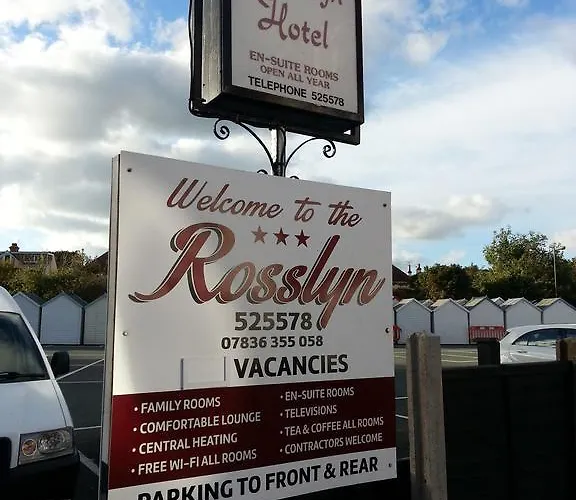 Hotel
EN-SUITE ROOMS
OPEN ALL YEAR
TELEPHONE 525578
Welcome to the
Rosslyn
525578
07836 355 058
VACANCIES
• FAMILY ROOMS
• COMFORTABLE LOUNGE
• CENTRAL HEATING
• FREE WI-FI ALL ROOMS
• EN-SUITE ROOMS
• TELEVISIONS
• TEA & COFFEE ALL ROOMS
• CONTRACTORS WELCOME
PARKING TO FRONT & REAR